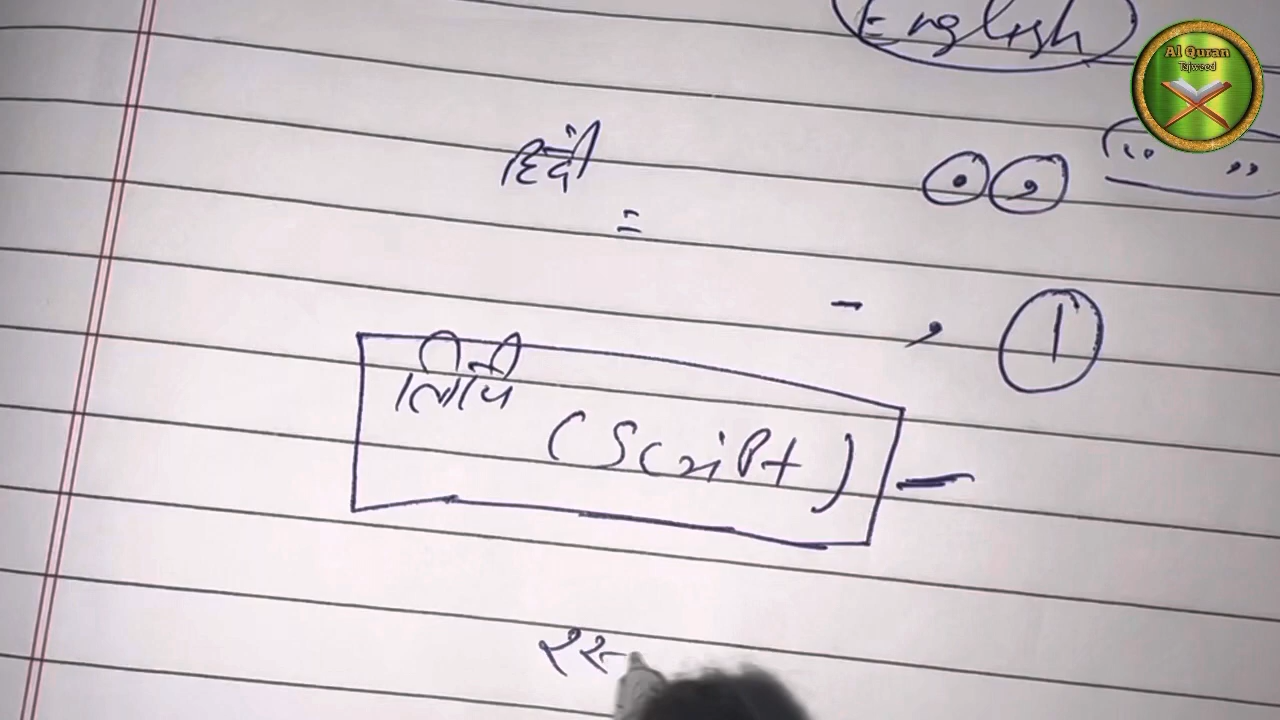 English
Al Quran
Tajweed
हिंदी
. , “ ”
=
- , ।
लिपि
(Script) -